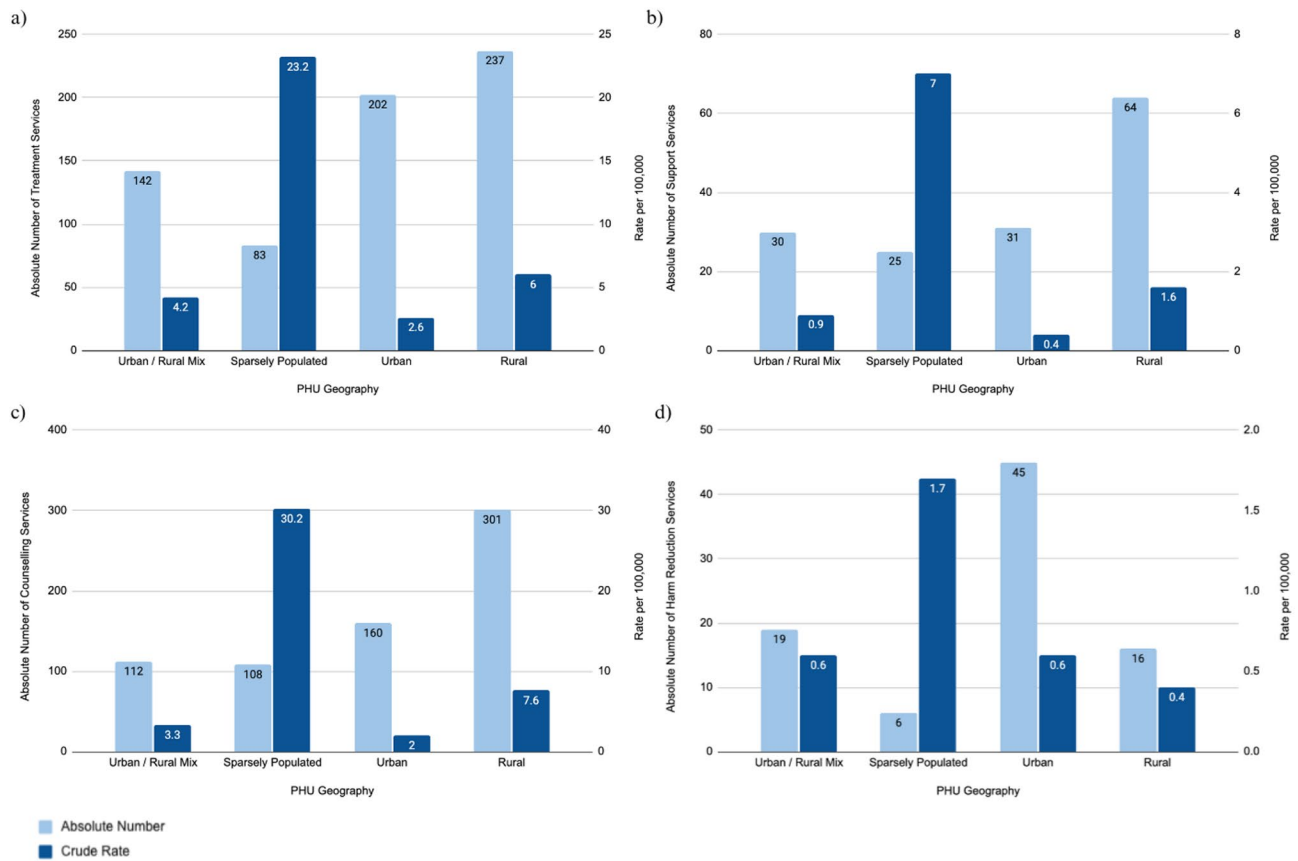 a)
Absolute Number of Treatment Services
250
200
150
100
50
0
25
20
15
10
5
0
Rate per 100,000
142
4.2
83
23.2
202
2.6
237
6
Urban / Rural Mix
Sparsely Populated
Urban
Rural
PHU Geography
b)
Absolute Number of Support Services
80
60
40
20
0
8
6
4
2
0
Rate per 100,000
30
0.9
25
7
31
0.4
64
1.6
Urban / Rural Mix
Sparsely Populated
Urban
Rural
PHU Geography
c)
Absolute Number of Counselling Services
400
300
200
100
0
40
30
20
10
0
Rate per 100,000
112
3.3
108
30.2
160
2
301
7.6
Urban / Rural Mix
Sparsely Populated
Urban
Rural
PHU Geography
d)
Absolute Number of Harm Reduction Services
50
40
30
20
10
0
2.0
1.5
1.0
0.5
0.0
Rate per 100,000
19
0.6
6
1.7
45
0.6
16
0.4
Urban / Rural Mix
Sparsely Populated
Urban
Rural
PHU Geography
Absolute Number
Crude Rate